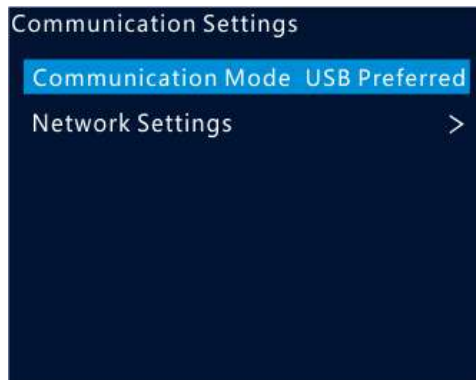 Communication Settings
Communication Mode USB Preferred
Network Settings >